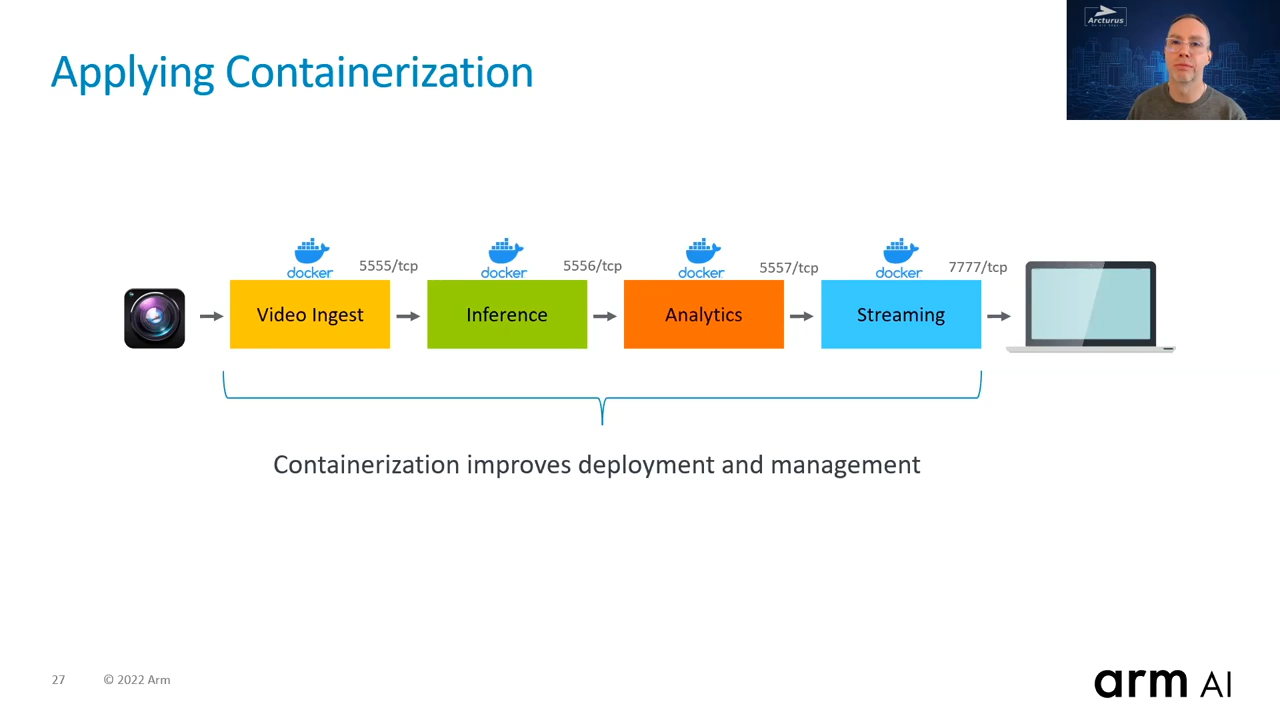 Applying Containerization
Arcturus
docker
5555/tcp
docker
5556/tcp
docker
5557/tcp
docker
7777/tcp
Video Ingest
Inference
Analytics
Streaming
Containerization improves deployment and management
27
© 2022 Arm
arm AI